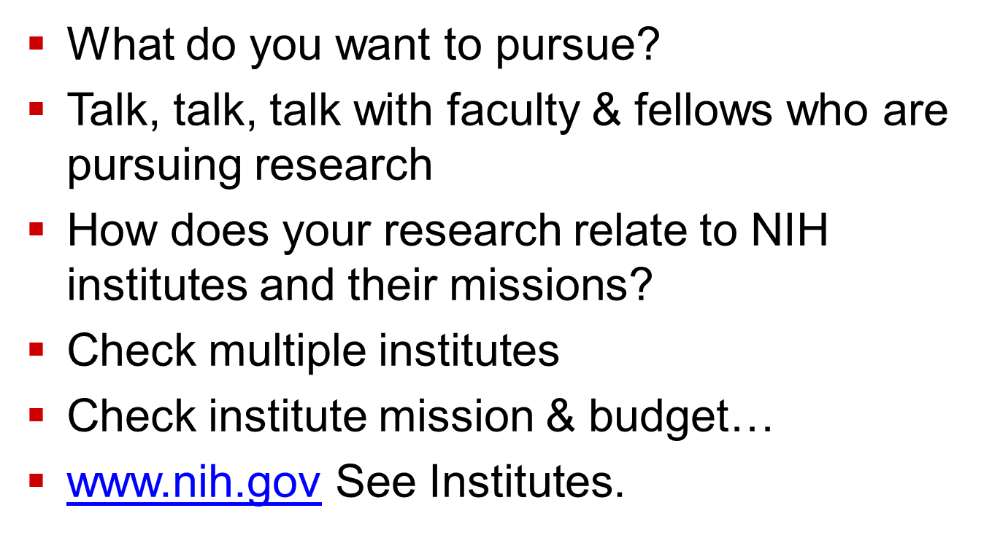 ▪ What do you want to pursue?
▪ Talk, talk, talk with faculty & fellows who are
pursuing research
▪ How does your research relate to NIH
institutes and their missions?
▪ Check multiple institutes
▪ Check institute mission & budget…
▪ www.nih.gov See Institutes.